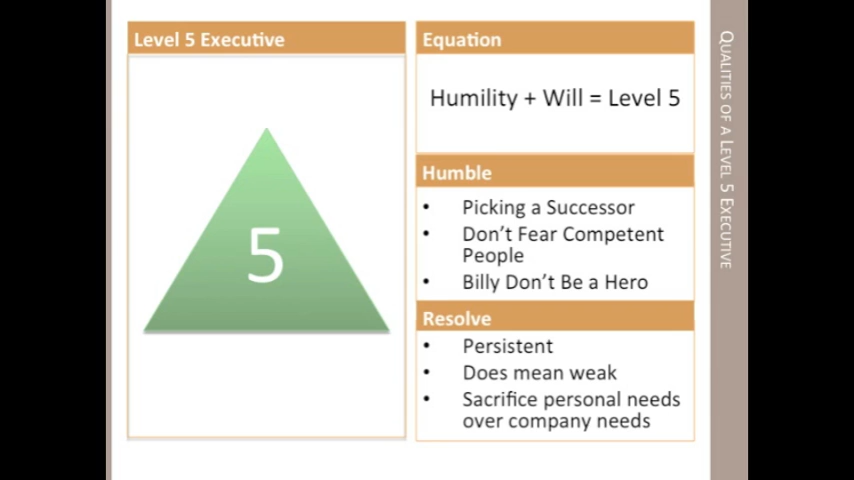 Level 5 Executive
5
Equation
Humility + Will = Level 5
Humble
• Picking a Successor
• Don't Fear Competent
People
• Billy Don't Be a Hero
Resolve
• Persistent
• Does mean weak
• Sacrifice personal needs
over company needs
QUALITIES OF A LEVEL 5 EXECUTIVE